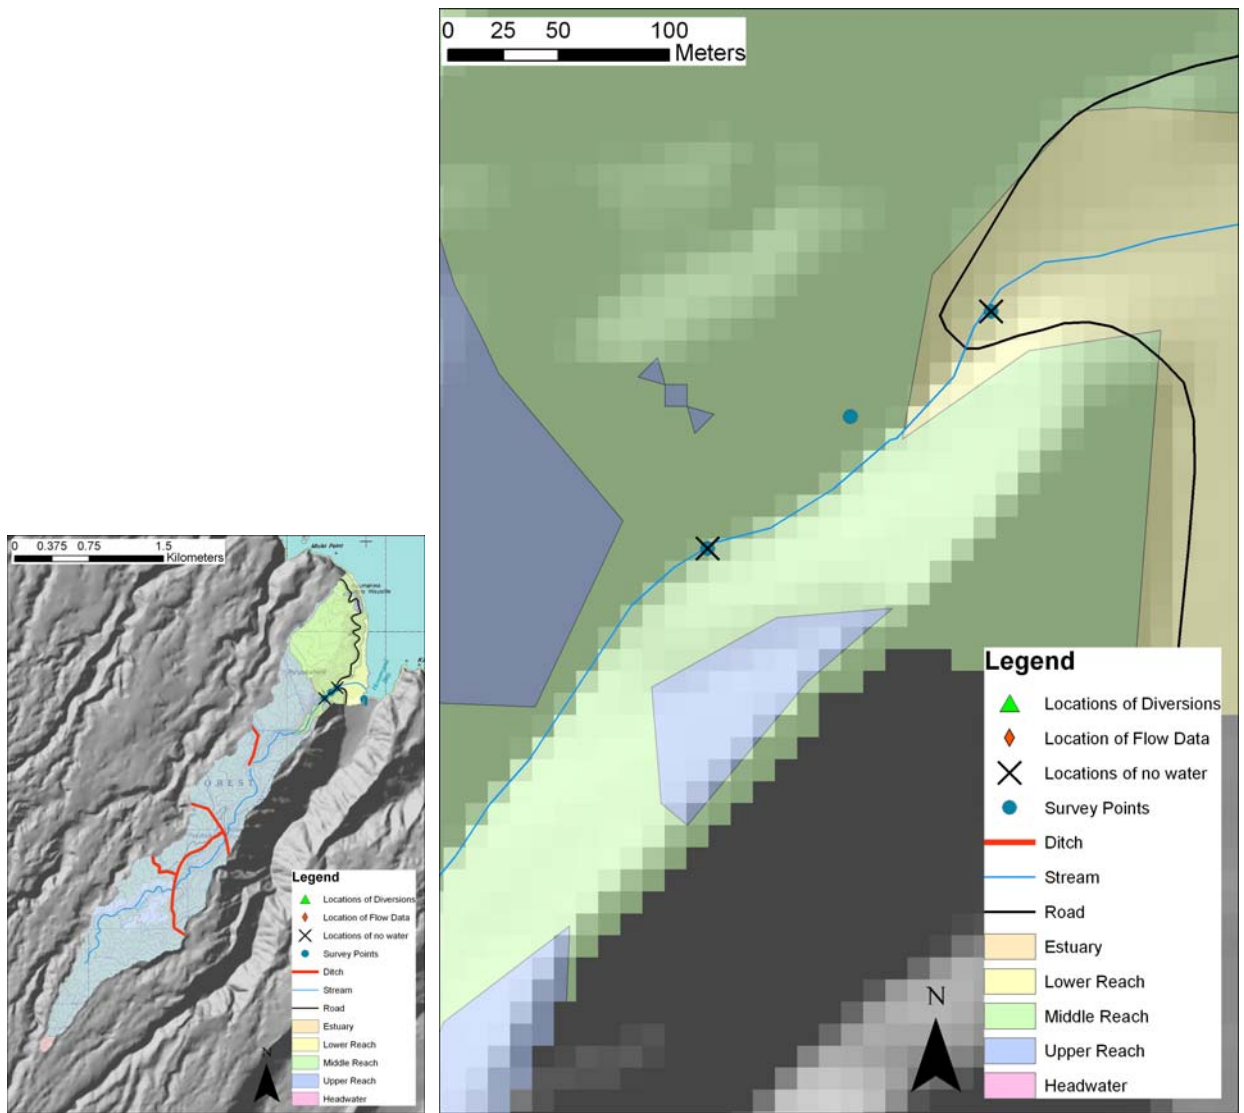 0 25 50 100
Meters
0 0.375 0.75 1.5
Kilometers
FOREST
Legend
Locations of Diversions
Location of Flow Data
Locations of no water
Survey Points
Ditch
Stream
Road
Estuary
Lower Reach
Middle Reach
Upper Reach
Headwater
N
Legend
Locations of Diversions
Location of Flow Data
Locations of no water
Survey Points
Ditch
Stream
Road
Estuary
Lower Reach
Middle Reach
Upper Reach
Headwater
N